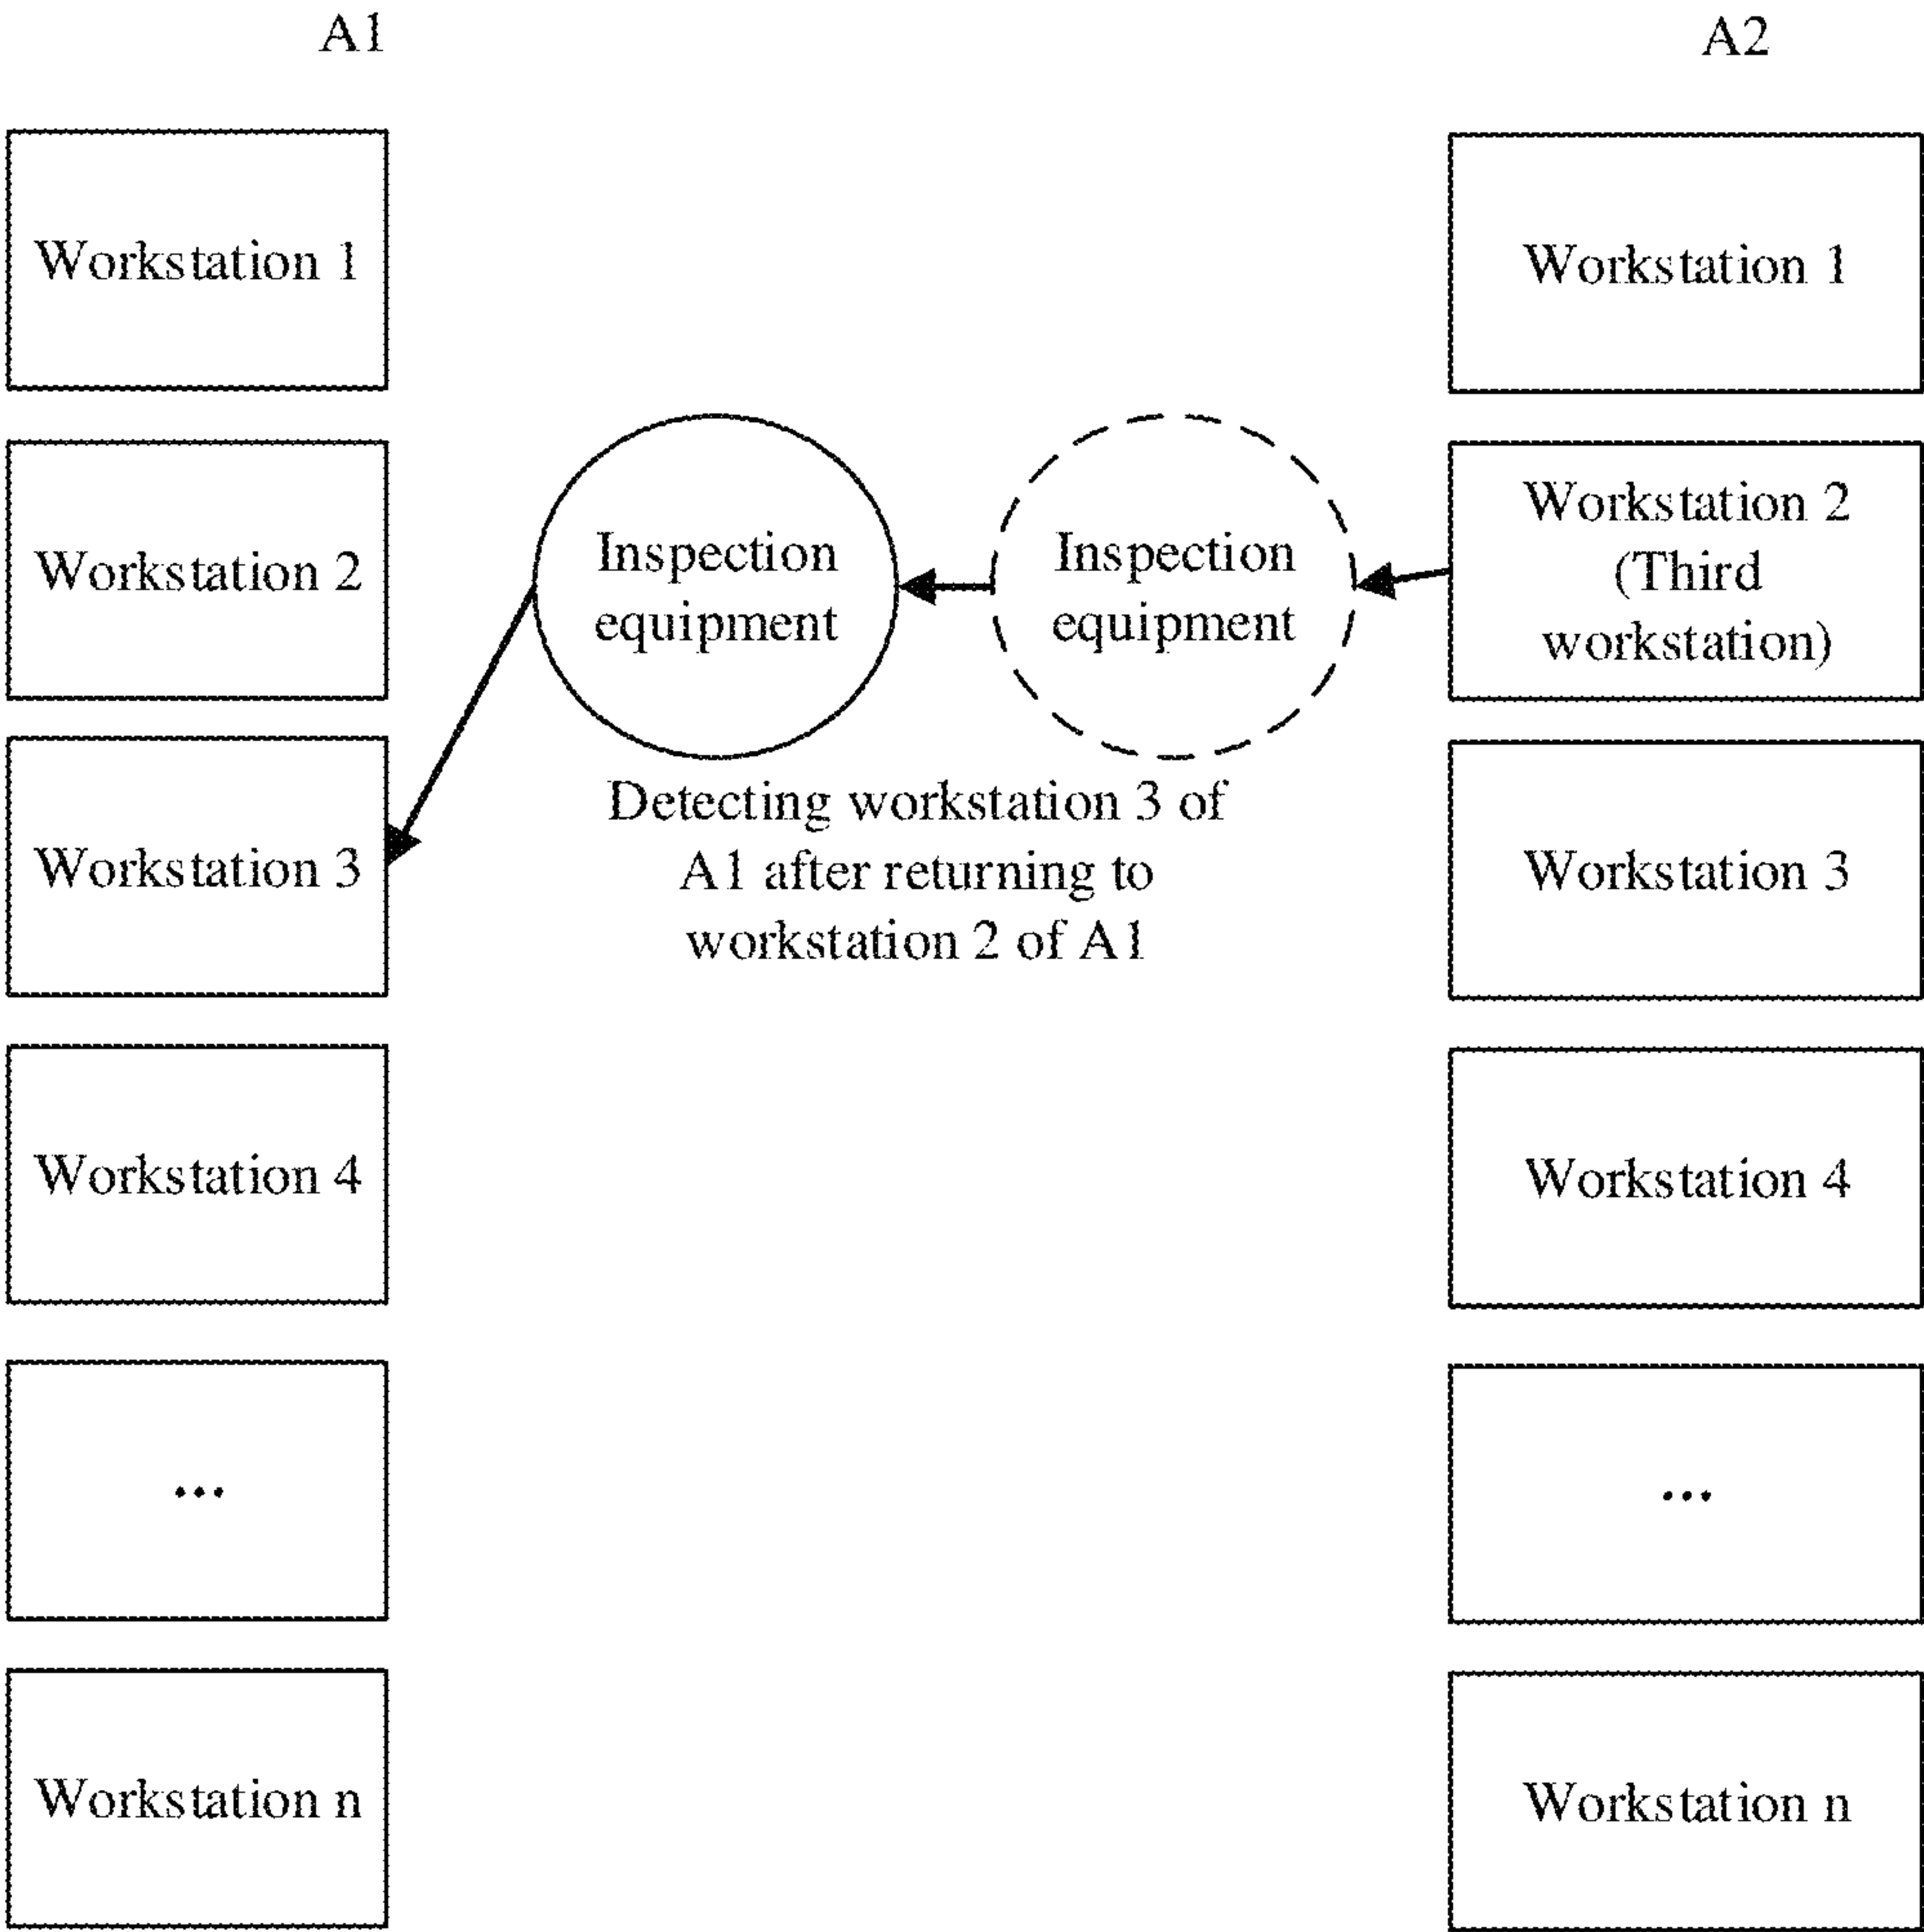 A1
A2
Workstation 1
Workstation 1
Workstation 2
Inspection
equipment
Inspection
equipment
Workstation 2
(Third
workstation)
Workstation 3
Detecting workstation 3 of
A1 after returning to
workstation 2 of A1
Workstation 3
Workstation 4
Workstation 4
...
...
Workstation n
Workstation n